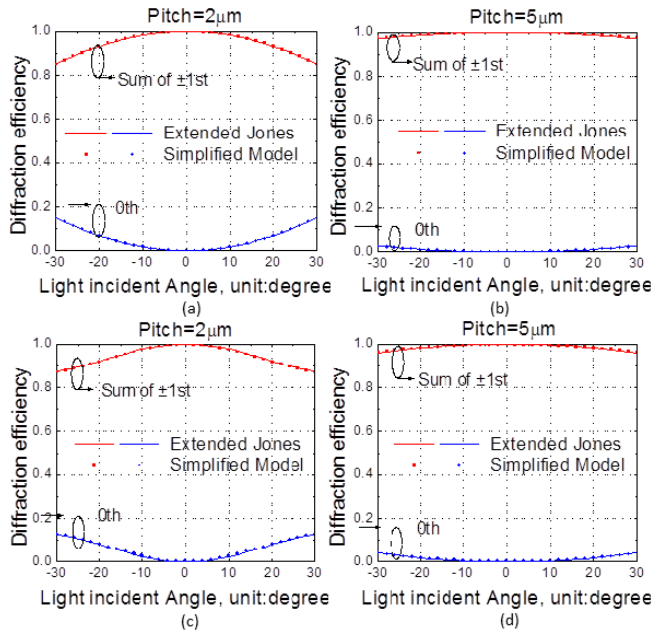 Pitch=2μm
Diffraction efficiency
1.0
0.8
0.6
0.4
0.2
0.0
Sum of ±1st
Extended Jones
Simplified Model
0th
-30 -20 -10 0 10 20 30
Light incident Angle, unit:degree
(a)
Pitch=5μm
Diffraction efficiency
1.0
0.8
0.6
0.4
0.2
0.0
Sum of ±1st
Extended Jones
Simplified Model
0th
-30 -20 -10 0 10 20 30
Light incident Angle, unit:degree
(b)
Pitch=2μm
Diffraction efficiency
1.0
0.8
0.6
0.4
0.2
0.0
Sum of ±1st
Extended Jones
Simplified Model
0th
-30 -20 -10 0 10 20 30
Light incident Angle, unit:degree
(c)
Pitch=5μm
Diffraction efficiency
1.0
0.8
0.6
0.4
0.2
0.0
Sum of ±1st
Extended Jones
Simplified Model
0th
-30 -20 -10 0 10 20 30
Light incident Angle, unit:degree
(d)